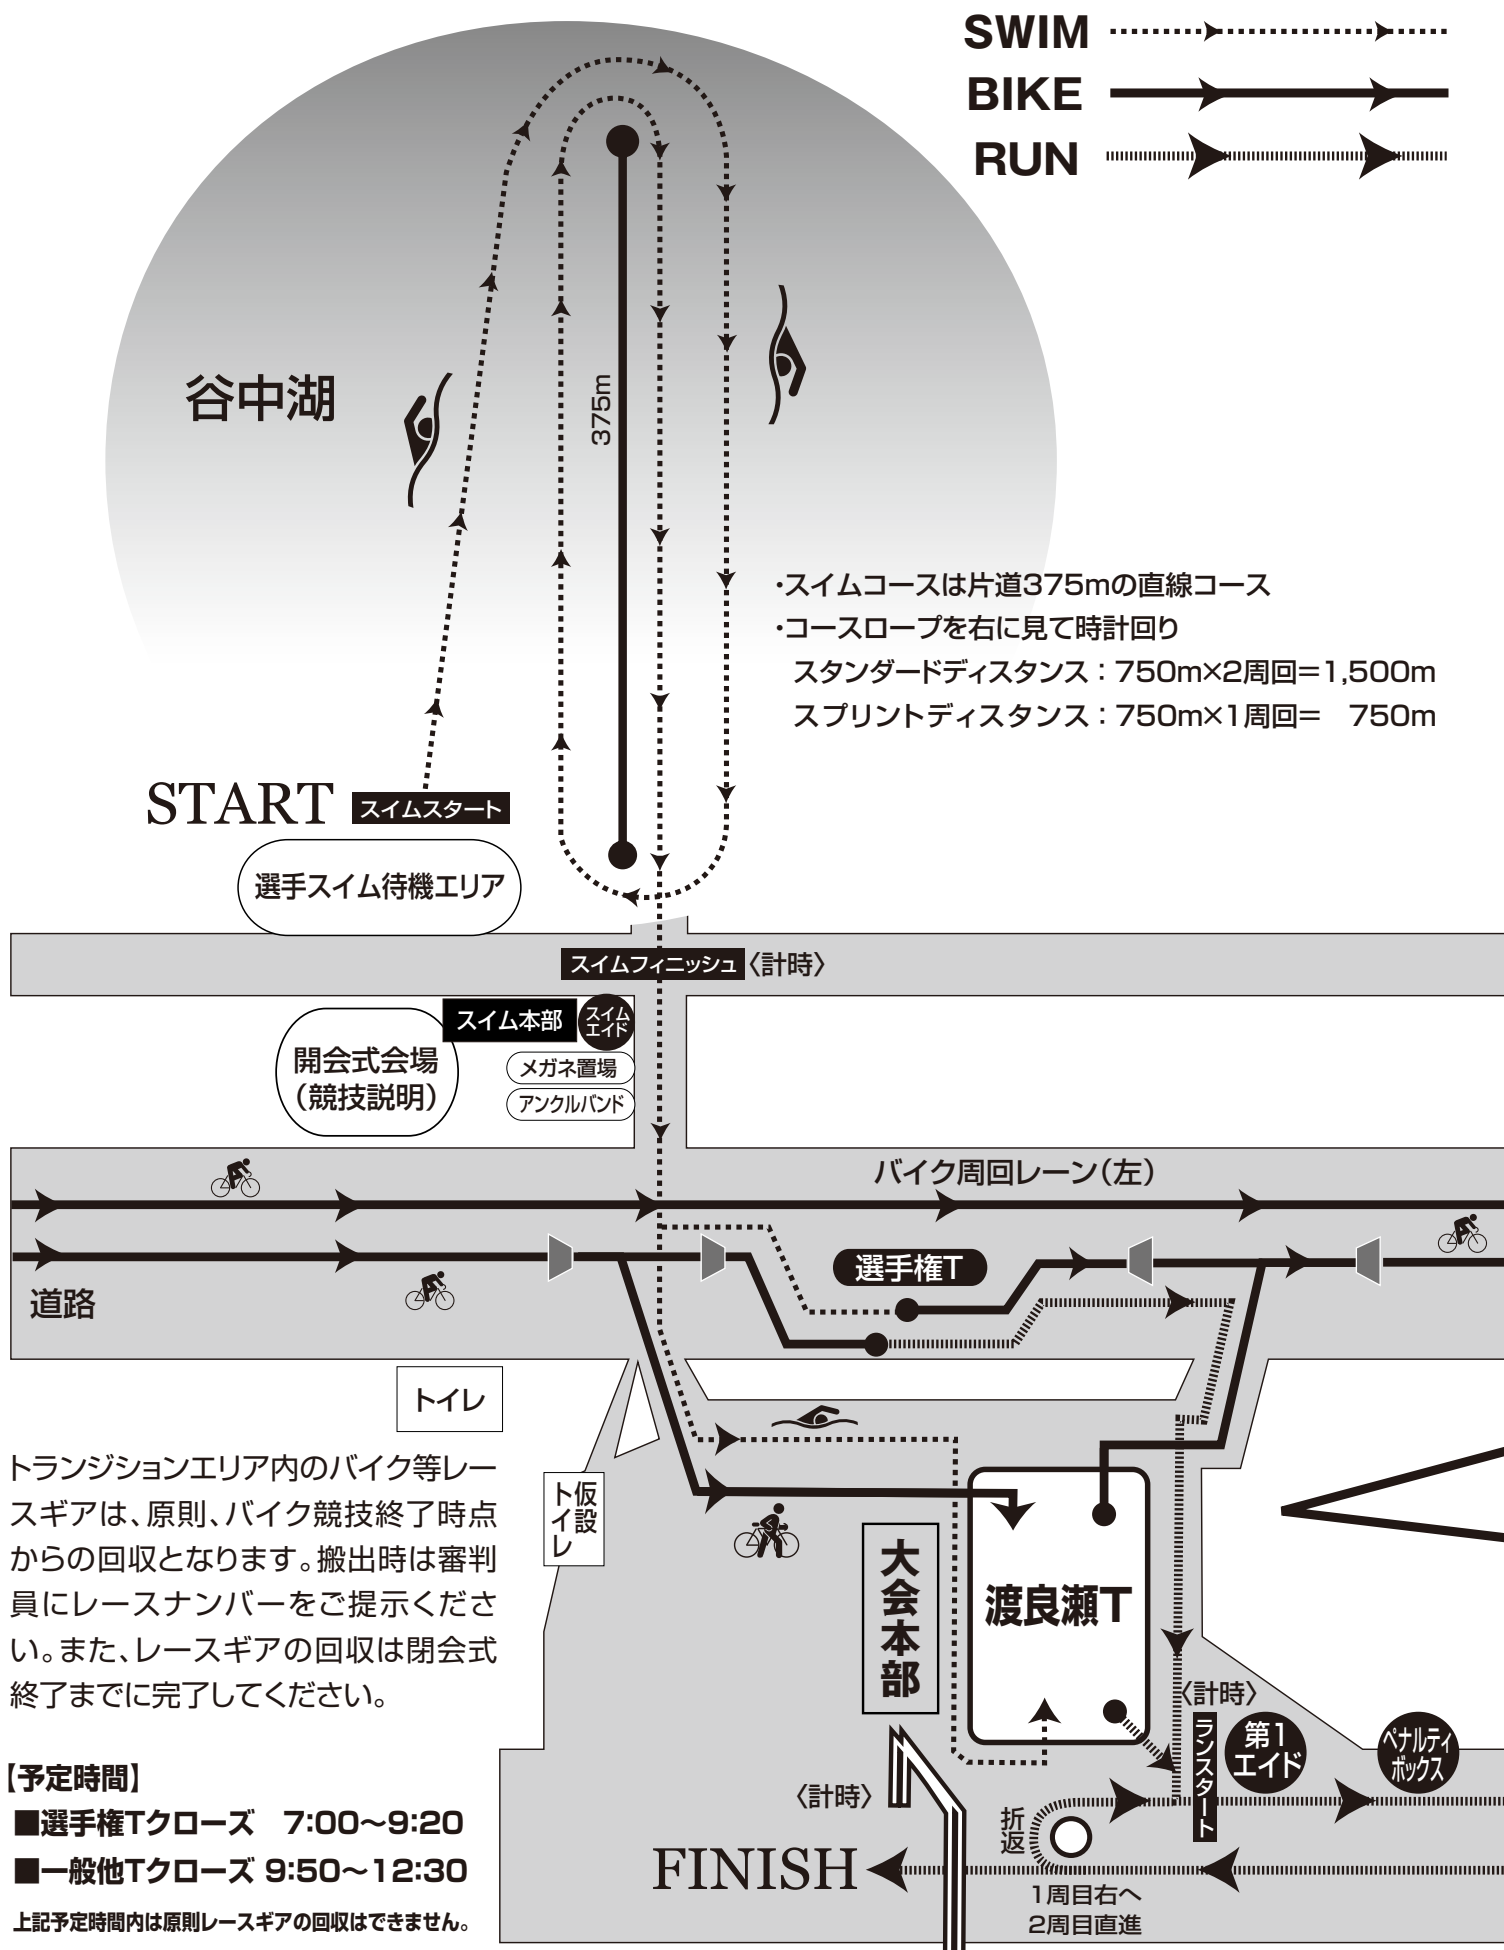 SWIM
BIKE
RUN
谷中湖
375m
・スイムコースは片道375mの直線コース
・コースロープを右に見て時計回り
スタンダードディスタンス：750m×2周回=1,500m
スプリントディスタンス：750m×1周回=　750m
START
スイムスタート
選手スイム待機エリア
スイムフィニッシュ
〈計時〉
スイム本部
スイム
エイド
開会式会場
（競技説明）
メガネ置場
アンクルバンド
バイク周回レーン（左）
選手権T
道路
トイレ
仮設
トイレ
トランジションエリア内のバイク等レー
スギアは、原則、バイク競技終了時点
からの回収となります。搬出時は審判
員にレースナンバーをご提示くださ
い。また、レースギアの回収は閉会式
終了までに完了してください。
大会本部
渡良瀬T
〈計時〉
ランスタート
第1
エイド
ペナルティ
ボックス
【予定時間】
■選手権Tクローズ　7:00〜9:20
■一般他Tクローズ 9:50〜12:30
上記予定時間内は原則レースギアの回収はできません。
〈計時〉
折返
FINISH
1周目右へ
2周目直進